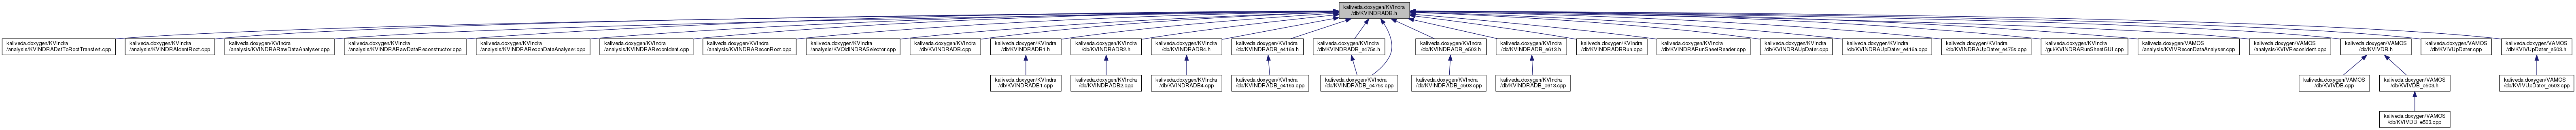 kaliveda.doxygen/KVIndra
/db/KVINDRADB.h
kaliveda.doxygen/KVIndra
/analysis/KVINDRADstToRootTransfert.cpp
kaliveda.doxygen/KVIndra
/analysis/KVINDRAIdentRoot.cpp
kaliveda.doxygen/KVIndra
/analysis/KVINDRARawDataAnalyser.cpp
kaliveda.doxygen/KVIndra
/analysis/KVINDRARawDataReconstructor.cpp
kaliveda.doxygen/KVIndra
/analysis/KVINDRAReconDataAnalyser.cpp
kaliveda.doxygen/KVIndra
/analysis/KVINDRAReconIdent.cpp
kaliveda.doxygen/KVIndra
/analysis/KVINDRAReconRoot.cpp
kaliveda.doxygen/KVIndra
/analysis/KVOldINDRASelector.cpp
kaliveda.doxygen/KVIndra
/db/KVINDRADB.cpp
kaliveda.doxygen/KVIndra
/db/KVINDRADB1.h
kaliveda.doxygen/KVIndra
/db/KVINDRADB2.h
kaliveda.doxygen/KVIndra
/db/KVINDRADB4.h
kaliveda.doxygen/KVIndra
/db/KVINDRADB_e416a.h
kaliveda.doxygen/KVIndra
/db/KVINDRADB_e475s.h
kaliveda.doxygen/KVIndra
/db/KVINDRADB_e503.h
kaliveda.doxygen/KVIndra
/db/KVINDRADB_e613.h
kaliveda.doxygen/KVIndra
/db/KVINDRADBRun.cpp
kaliveda.doxygen/KVIndra
/db/KVINDRARunSheetReader.cpp
kaliveda.doxygen/KVIndra
/db/KVINDRAUpDater.cpp
kaliveda.doxygen/KVIndra
/db/KVINDRAUpDater_e416a.cpp
kaliveda.doxygen/KVIndra
/db/KVINDRAUpDater_e475s.cpp
kaliveda.doxygen/KVIndra
/gui/KVINDRARunSheetGUI.cpp
kaliveda.doxygen/VAMOS
/analysis/KVIVReconDataAnalyser.cpp
kaliveda.doxygen/VAMOS
/analysis/KVIVReconIdent.cpp
kaliveda.doxygen/VAMOS
/db/KVIVDB.h
kaliveda.doxygen/VAMOS
/db/KVIVUpDater.cpp
kaliveda.doxygen/VAMOS
/db/KVIVUpDater_e503.h
kaliveda.doxygen/KVIndra
/db/KVINDRADB1.cpp
kaliveda.doxygen/KVIndra
/db/KVINDRADB2.cpp
kaliveda.doxygen/KVIndra
/db/KVINDRADB4.cpp
kaliveda.doxygen/KVIndra
/db/KVINDRADB_e416a.cpp
kaliveda.doxygen/KVIndra
/db/KVINDRADB_e475s.cpp
kaliveda.doxygen/KVIndra
/db/KVINDRADB_e503.cpp
kaliveda.doxygen/KVIndra
/db/KVINDRADB_e613.cpp
kaliveda.doxygen/VAMOS
/db/KVIVDB.cpp
kaliveda.doxygen/VAMOS
/db/KVIVDB_e503.h
kaliveda.doxygen/VAMOS
/db/KVIVUpDater_e503.cpp
kaliveda.doxygen/VAMOS
/db/KVIVDB_e503.cpp